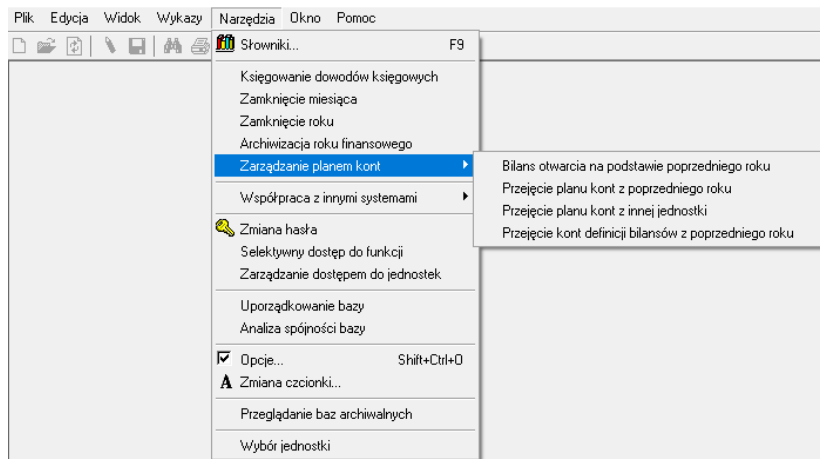 Plik Edycja Widok Wykazy Narzędzia Okno Pomoc
Słowniki... F9
Księgowanie dowodów księgowych
Zamknięcie miesiąca
Zamknięcie roku
Archiwizacja roku finansowego
Zarządzanie planem kont
Bilans otwarcia na podstawie poprzedniego roku
Przejęcie planu kont z poprzedniego roku
Przejęcie planu kont z innej jednostki
Przejęcie kont definicji bilansów z poprzedniego roku
Współpraca z innymi systemami
Zmiana hasła
Selektywny dostęp do funkcji
Zarządzanie dostępem do jednostek
Uporządkowanie bazy
Analiza spójności bazy
Opcje... Shift+Ctrl+O
Zmiana czcionki...
Przeglądanie baz archiwalnych
Wybór jednostki